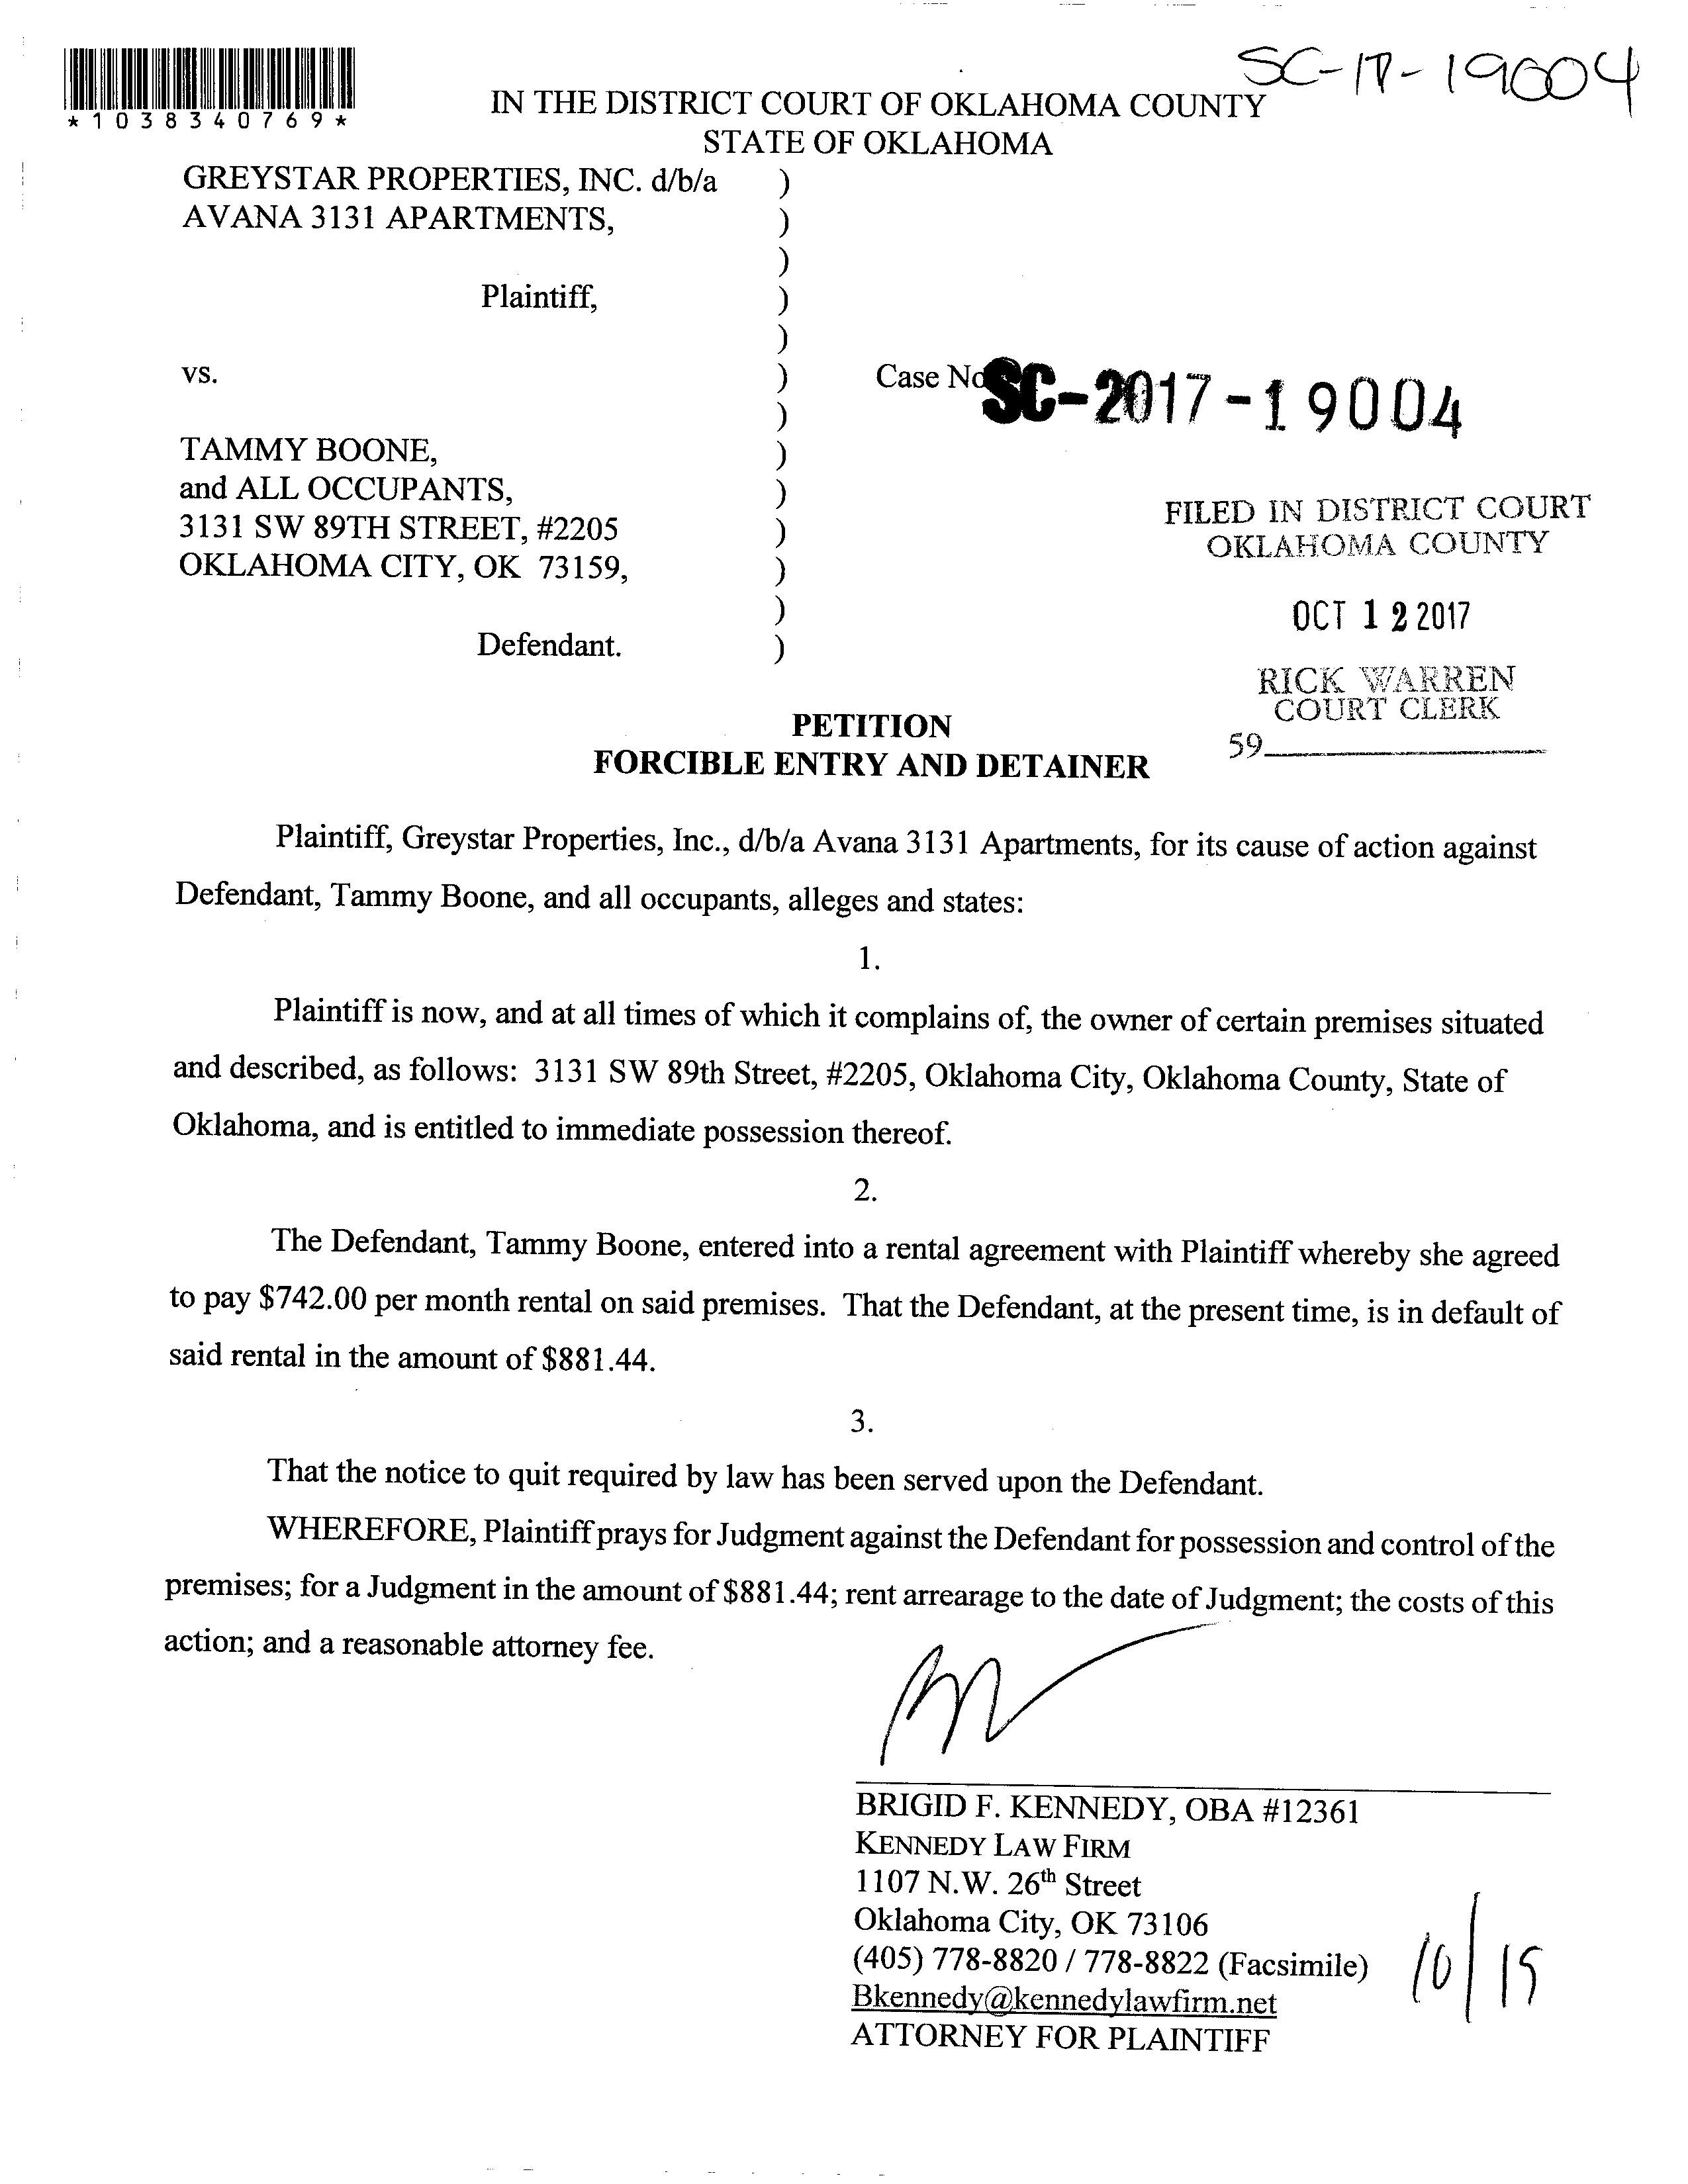 SC-17-19004
*1038340769*
IN THE DISTRICT COURT OF OKLAHOMA COUNTY
STATE OF OKLAHOMA
GREYSTAR PROPERTIES, INC. d/b/a )
AVANA 3131 APARTMENTS, )
)
Plaintiff, )
)
vs. ) Case No
SC-2017-19004
)
TAMMY BOONE, )
and ALL OCCUPANTS, )
3131 SW 89TH STREET, #2205 )
OKLAHOMA CITY, OK 73159, )
)
Defendant. )
FILED IN DISTRICT COURT
OKLAHOMA COUNTY
OCT 12 2017
RICK WARREN
COURT CLERK
59
PETITION
FORCIBLE ENTRY AND DETAINER
Plaintiff, Greystar Properties, Inc., d/b/a Avana 3131 Apartments, for its cause of action against
Defendant, Tammy Boone, and all occupants, alleges and states:
1.
Plaintiff is now, and at all times of which it complains of, the owner of certain premises situated
and described, as follows: 3131 SW 89th Street, #2205, Oklahoma City, Oklahoma County, State of
Oklahoma, and is entitled to immediate possession thereof.
2.
The Defendant, Tammy Boone, entered into a rental agreement with Plaintiff whereby she agreed
to pay $742.00 per month rental on said premises. That the Defendant, at the present time, is in default of
said rental in the amount of $881.44.
3.
That the notice to quit required by law has been served upon the Defendant.
WHEREFORE, Plaintiff prays for Judgment against the Defendant for possession and control of the
premises; for a Judgment in the amount of $881.44; rent arrearage to the date of Judgment; the costs of this
action; and a reasonable attorney fee.
BRIGID F. KENNEDY, OBA #12361
KENNEDY LAW FIRM
1107 N.W. 26th Street
Oklahoma City, OK 73106
(405) 778-8820 / 778-8822 (Facsimile)
Bkennedy@kennedylawfirm.net
ATTORNEY FOR PLAINTIFF